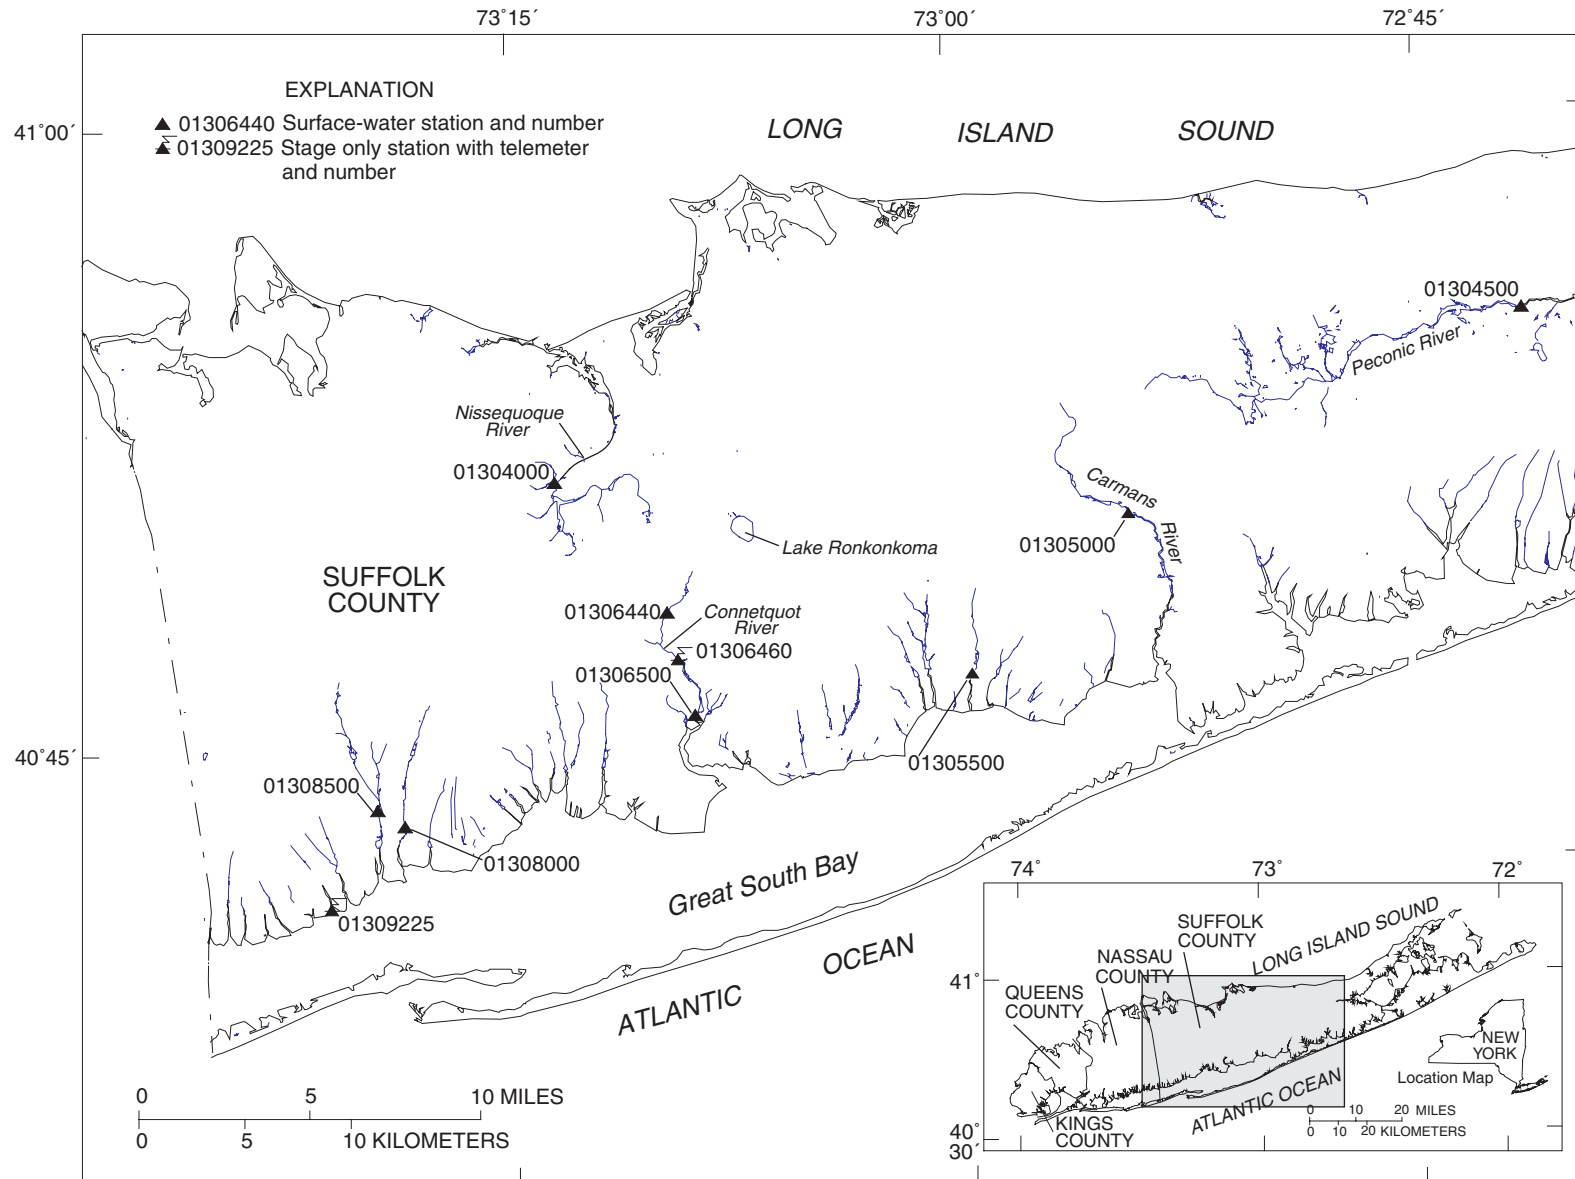 73°15´
73°00´
72°45´
EXPLANATION
01306440 Surface-water station and number
01309225 Stage only station with telemeter
and number
41°00´
LONG ISLAND SOUND
01304500
Peconic River
Nissequoque
River
01304000
Carmans
River
01305000
Lake Ronkonkoma
SUFFOLK
COUNTY
01306440
Connetquot
River
01306460
01306500
40°45´
01305500
01308500
01308000
01309225
Great South Bay
ATLANTIC OCEAN
0 5 10 MILES
0 5 10 KILOMETERS
74°
73°
72°
SUFFOLK
COUNTY
LONG ISLAND SOUND
NASSAU
COUNTY
41°
QUEENS
COUNTY
NEW
YORK
Location Map
ATLANTIC OCEAN
0 10 20 MILES
0 10 20 KILOMETERS
KINGS
COUNTY
40°
30´